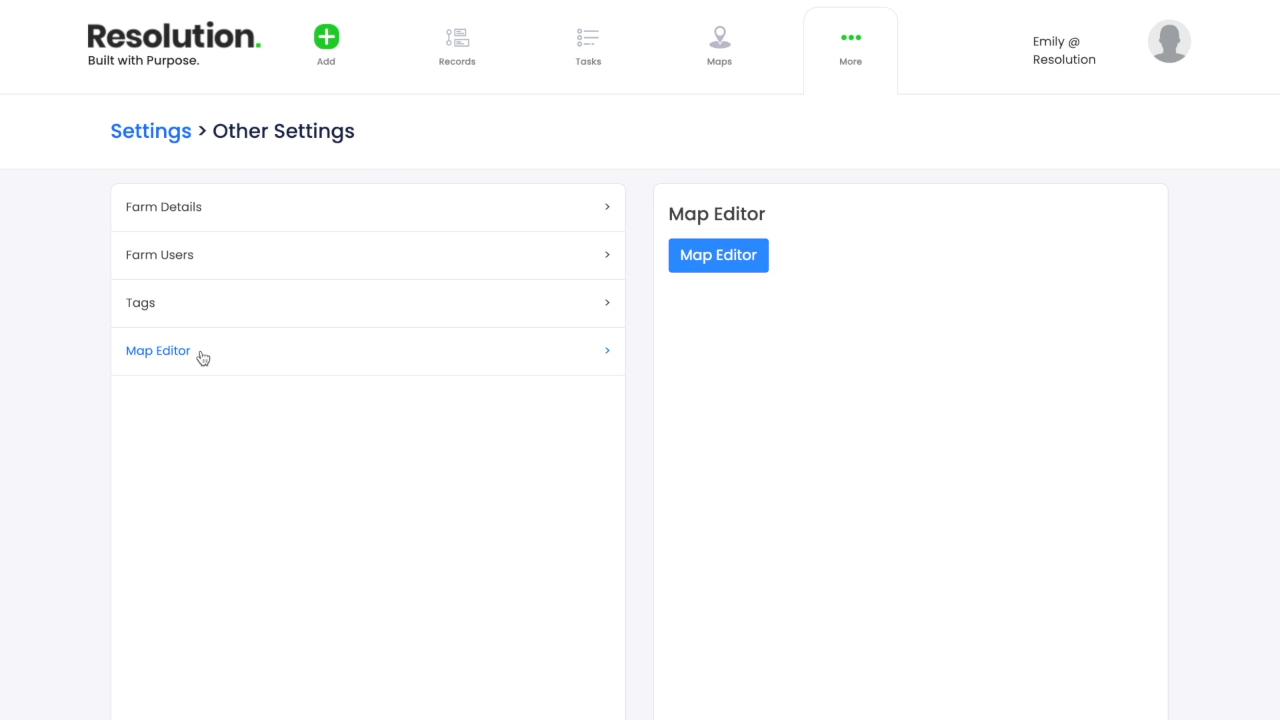 Resolution.
Built with Purpose.
Add
Records
Tasks
Maps
More
Emily @
Resolution
Settings > Other Settings
Farm Details
Farm Users
Tags
Map Editor
Map Editor
Map Editor